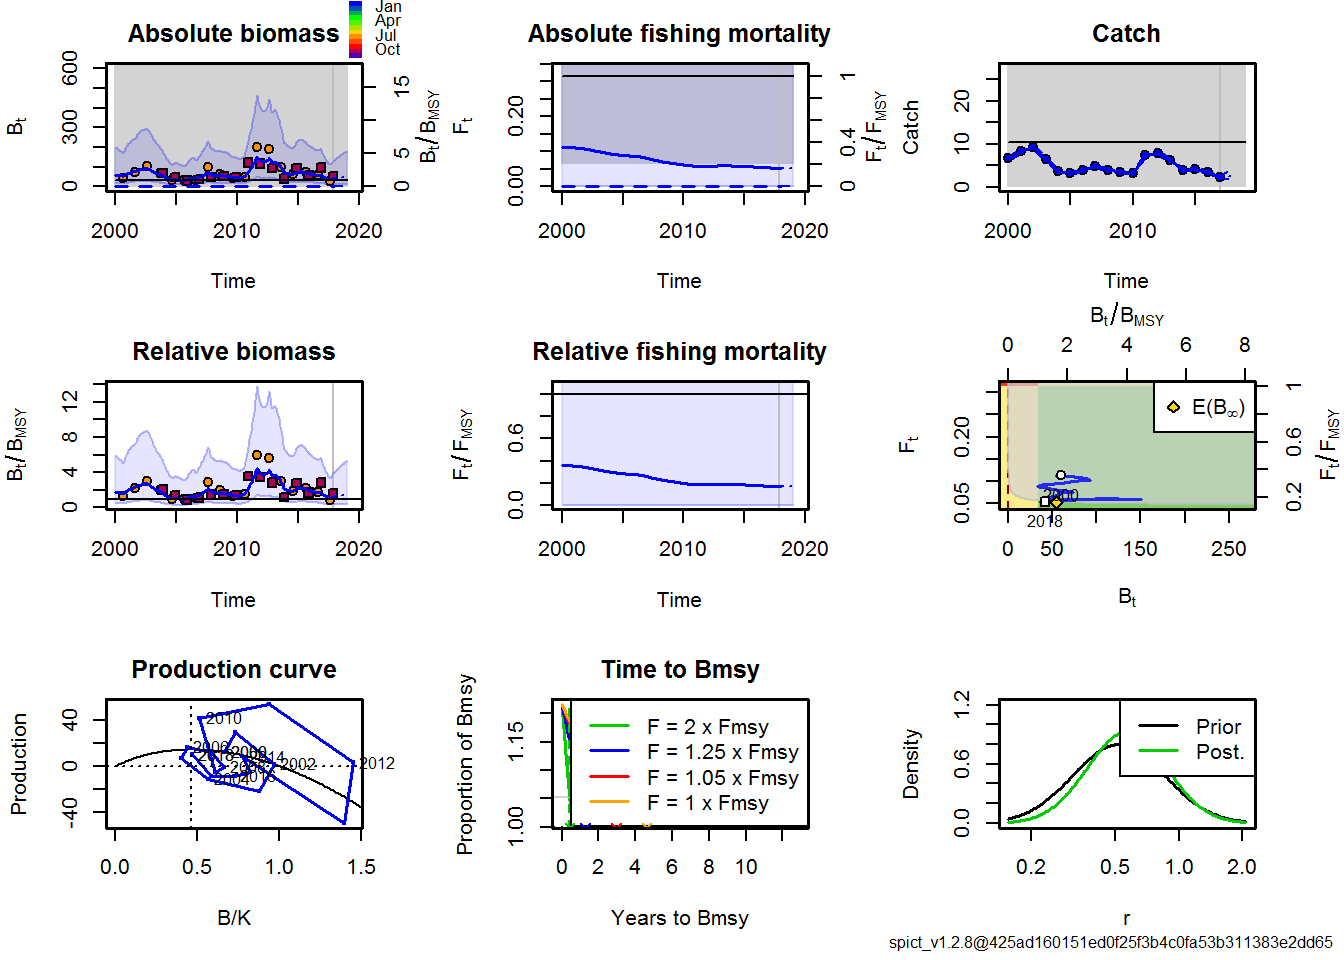 Absolute biomass
Jan
Apr
Jul
Oct
Bt
0 300 600
Bt/BMSY
0 5 15
2000 2010 2020
Time
Absolute fishing mortality
Ft
0.00 0.20
Ft/FMSY
0 0.4 1
2000 2010 2020
Time
Catch
Catch
0 10 20
2000 2010
Time
Relative biomass
Bt/BMSY
0 4 8 12
2000 2010 2020
Time
Relative fishing mortality
Ft/FMSY
0.0 0.6
2000 2010 2020
Time
Bt/BMSY
0 2 4 6 8
E(B∞)
Ft
0.05 0.20
Ft/FMSY
0.2 0.6 1
2000
2018
0 50 150 250
Bt
Production curve
Production
-40 0 40
2010
2006
2002
2012
2004
0.0 0.5 1.0 1.5
B/K
Time to Bmsy
Proportion of Bmsy
1.00 1.15
F = 2 x Fmsy
F = 1.25 x Fmsy
F = 1.05 x Fmsy
F = 1 x Fmsy
0 2 4 6 8 10
Years to Bmsy
Density
0.0 0.6 1.2
Prior
Post.
0.2 0.5 1.0 2.0
r
spict_v1.2.8@425ad160151ed0f25f3b4c0fa53b311383e2dd65